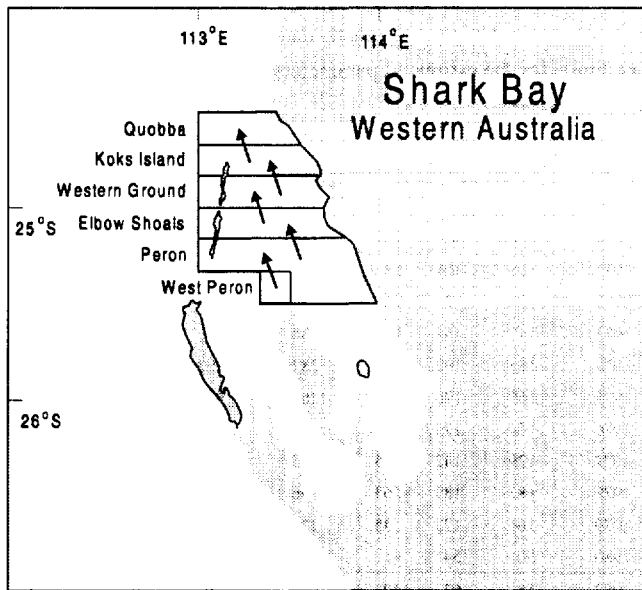 113°E
114°E
Shark Bay
Western Australia
Quobba
Koks Island
Western Ground
25°S
Elbow Shoals
Peron
West Peron
26°S